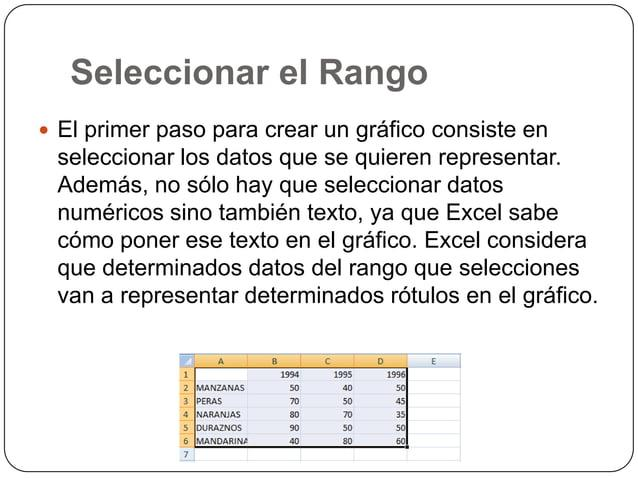 Seleccionar el Rango
• El primer paso para crear un gráfico consiste en
seleccionar los datos que se quieren representar.
Además, no sólo hay que seleccionar datos
numéricos sino también texto, ya que Excel sabe
cómo poner ese texto en el gráfico. Excel considera
que determinados datos del rango que selecciones
van a representar determinados rótulos en el gráfico.
A B C D E
1 1994 1995 1996
2 MANZANAS 50 40 50
3 PERAS 70 50 45
4 NARANJAS 80 70 35
5 DURAZNOS 90 50 50
6 MANDARINA 40 80 60
7